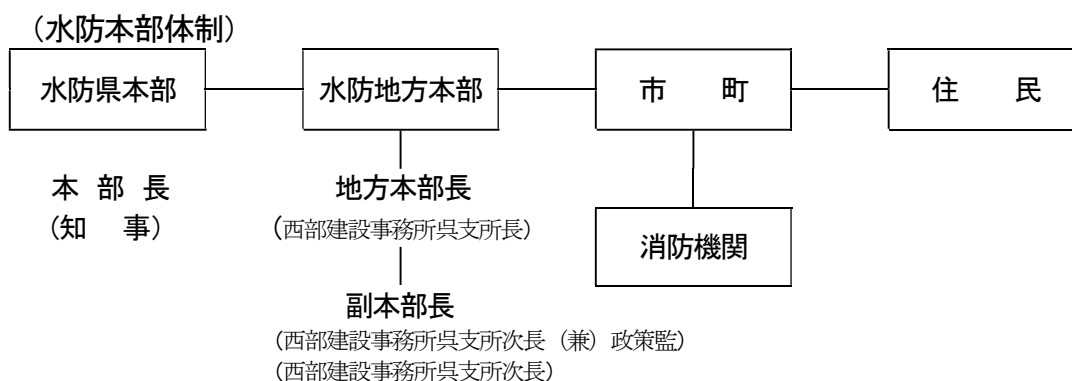 (水防本部体制)
水防県本部 水防地方本部 市 町 住 民
本 部 長 地方本部長
(知 事) (西部建設事務所呉支所長)
消防機関
副本部長
(西部建設事務所呉支所次長(兼)政策監)
(西部建設事務所呉支所次長)